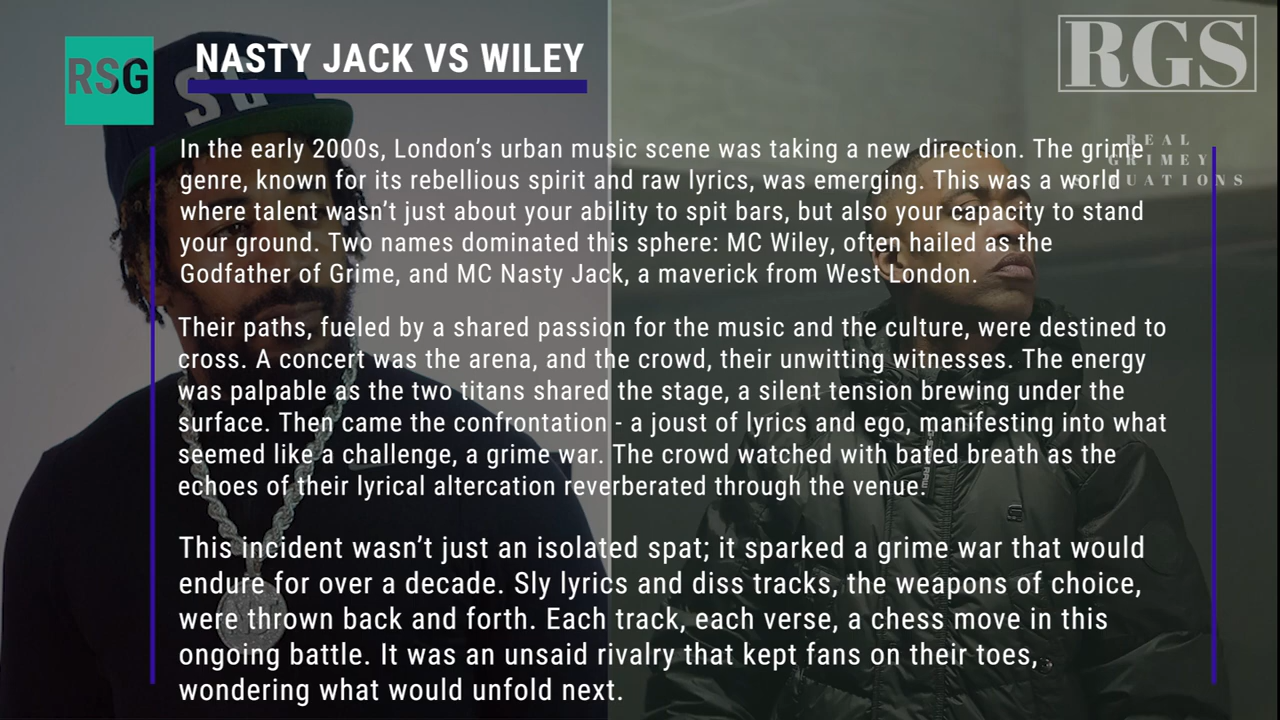 RSG
SG
NASTY JACK VS WILEY
RGS
REAL
GRIMEY
In the early 2000s, London's urban music scene was taking a new direction. The grime
genre, known for its rebellious spirit and raw lyrics, was emerging. This was a world
where talent wasn't just about your ability to spit bars, but also your capacity to stand
your ground. Two names dominated this sphere: MC Wiley, often hailed as the
Godfather of Grime, and MC Nasty Jack, a maverick from West London.
Their paths, fueled by a shared passion for the music and the culture, were destined to
cross. A concert was the arena, and the crowd, their unwitting witnesses. The energy
was palpable as the two titans shared the stage, a silent tension brewing under the
surface. Then came the confrontation - a joust of lyrics and ego, manifesting into what
seemed like a challenge, a grime war. The crowd watched with bated breath as the
echoes of their lyrical altercation reverberated through the venue.
This incident wasn't just an isolated spat; it sparked a grime war that would
endure for over a decade. Sly lyrics and diss tracks, the weapons of choice,
were thrown back and forth. Each track, each verse, a chess move in this
ongoing battle. It was an unsaid rivalry that kept fans on their toes,
wondering what would unfold next.